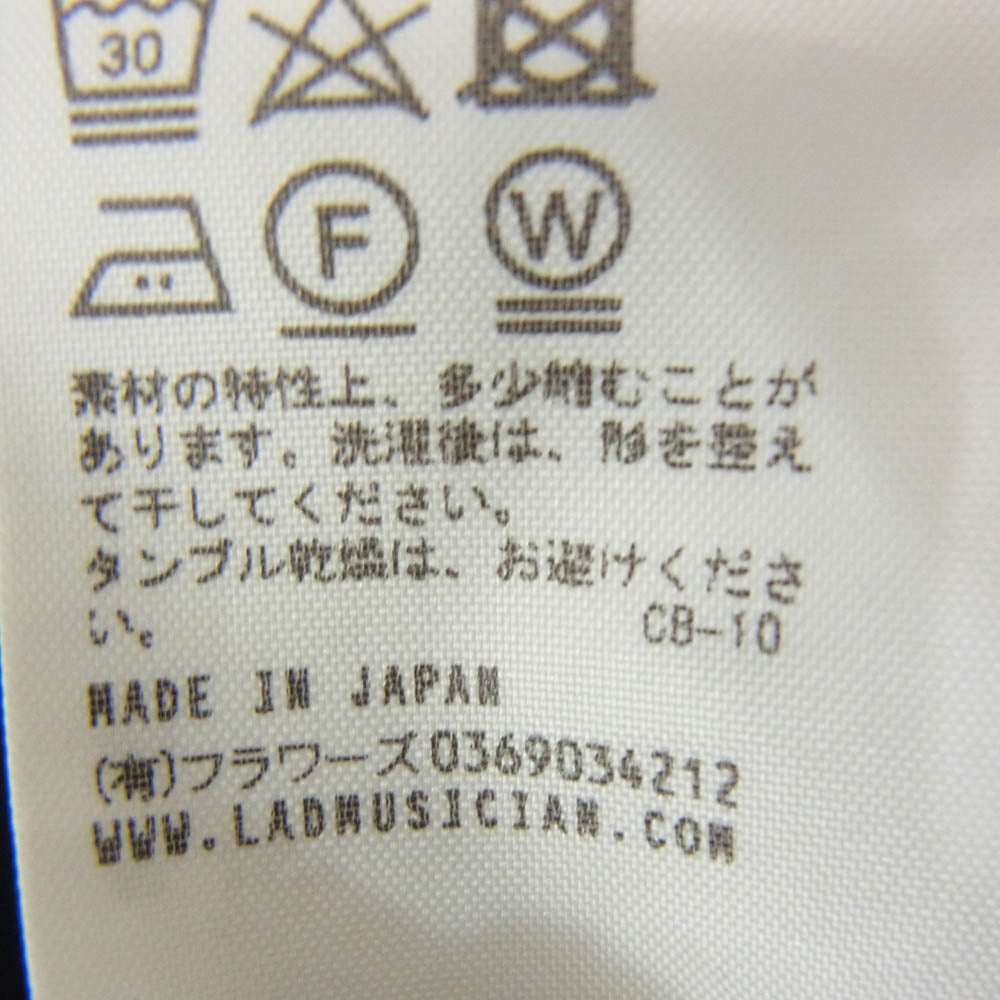 30
F W
素材の特性上、多少縮むことが
あります。洗濯後は、形を整え
て干してください。
タンブル乾燥は、お避けくださ
い。 CB-10
MADE IN JAPAN
(有)フラワーズ0369034212
WWW.LADMUSICIAN.COM